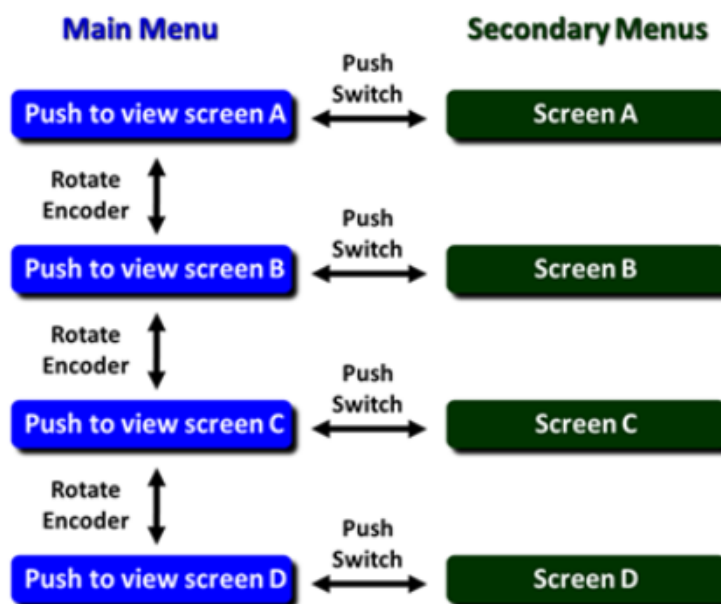 Main Menu
Secondary Menus
Push to view screen A
Push
Switch
Screen A
Rotate
Encoder
Push to view screen B
Push
Switch
Screen B
Rotate
Encoder
Push to view screen C
Push
Switch
Screen C
Rotate
Encoder
Push to view screen D
Push
Switch
Screen D